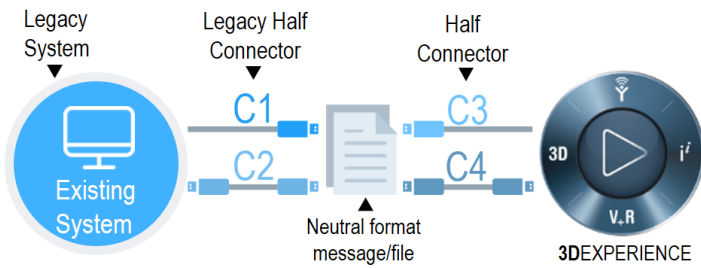 Legacy
System
Legacy Half
Connector
Half
Connector
C1
C3
C2
C4
Existing
System
3D
i²
V+R
Neutral format
message/file
3DEXPERIENCE